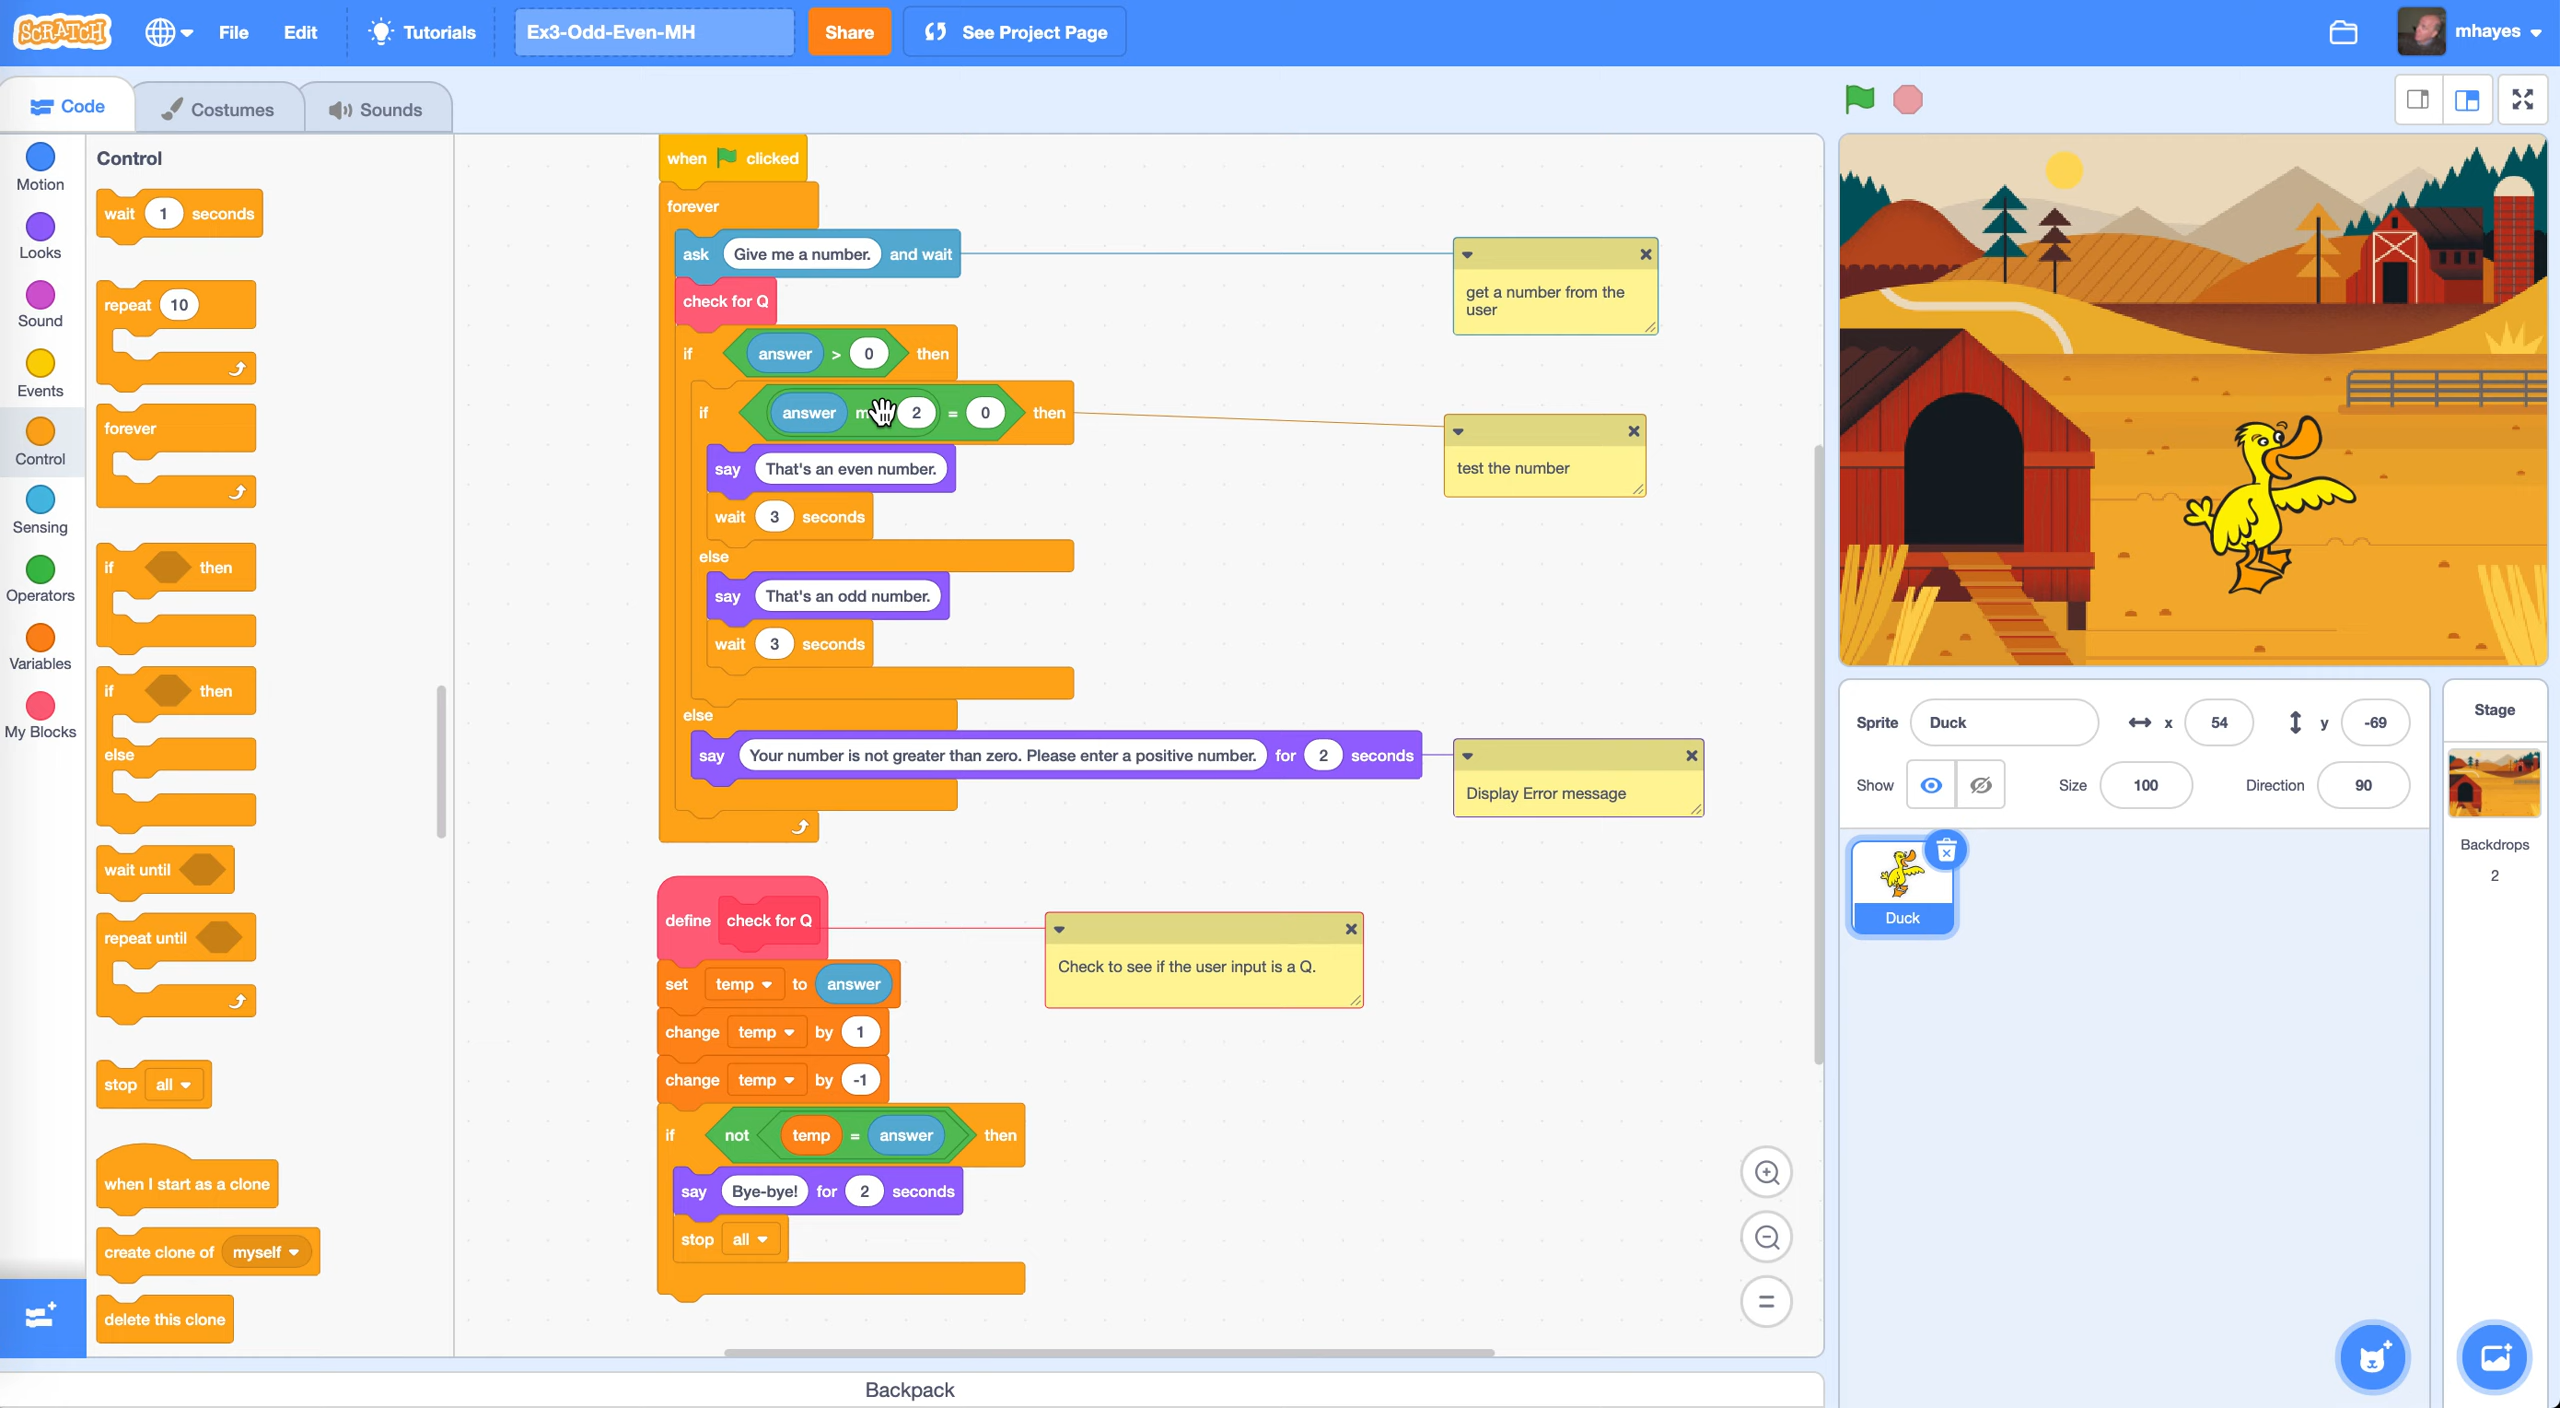 SCRATCH File Edit Tutorials Ex3-Odd-Even-MH Share See Project Page mhayes
Code Costumes Sounds
Motion
Looks
Sound
Events
Control
Sensing
Operators
Variables
My Blocks
Control
wait 1 seconds
repeat 10
forever
if then
if then
else
wait until
repeat until
stop all
when I start as a clone
create clone of myself
delete this clone
when clicked
forever
ask Give me a number. and wait
check for Q
if answer > 0 then
if answer 2 = 0 then
say That's an even number.
wait 3 seconds
else
say That's an odd number.
wait 3 seconds
else
say Your number is not greater than zero. Please enter a positive number. for 2 seconds
get a number from the
user
test the number
Display Error message
define check for Q
set temp to answer
change temp by 1
change temp by -1
if not temp = answer then
say Bye-bye! for 2 seconds
stop all
Check to see if the user input is a Q.
Backpack
Sprite Duck x 54 y -69
Show Size 100 Direction 90
Duck
Stage
Backdrops
2